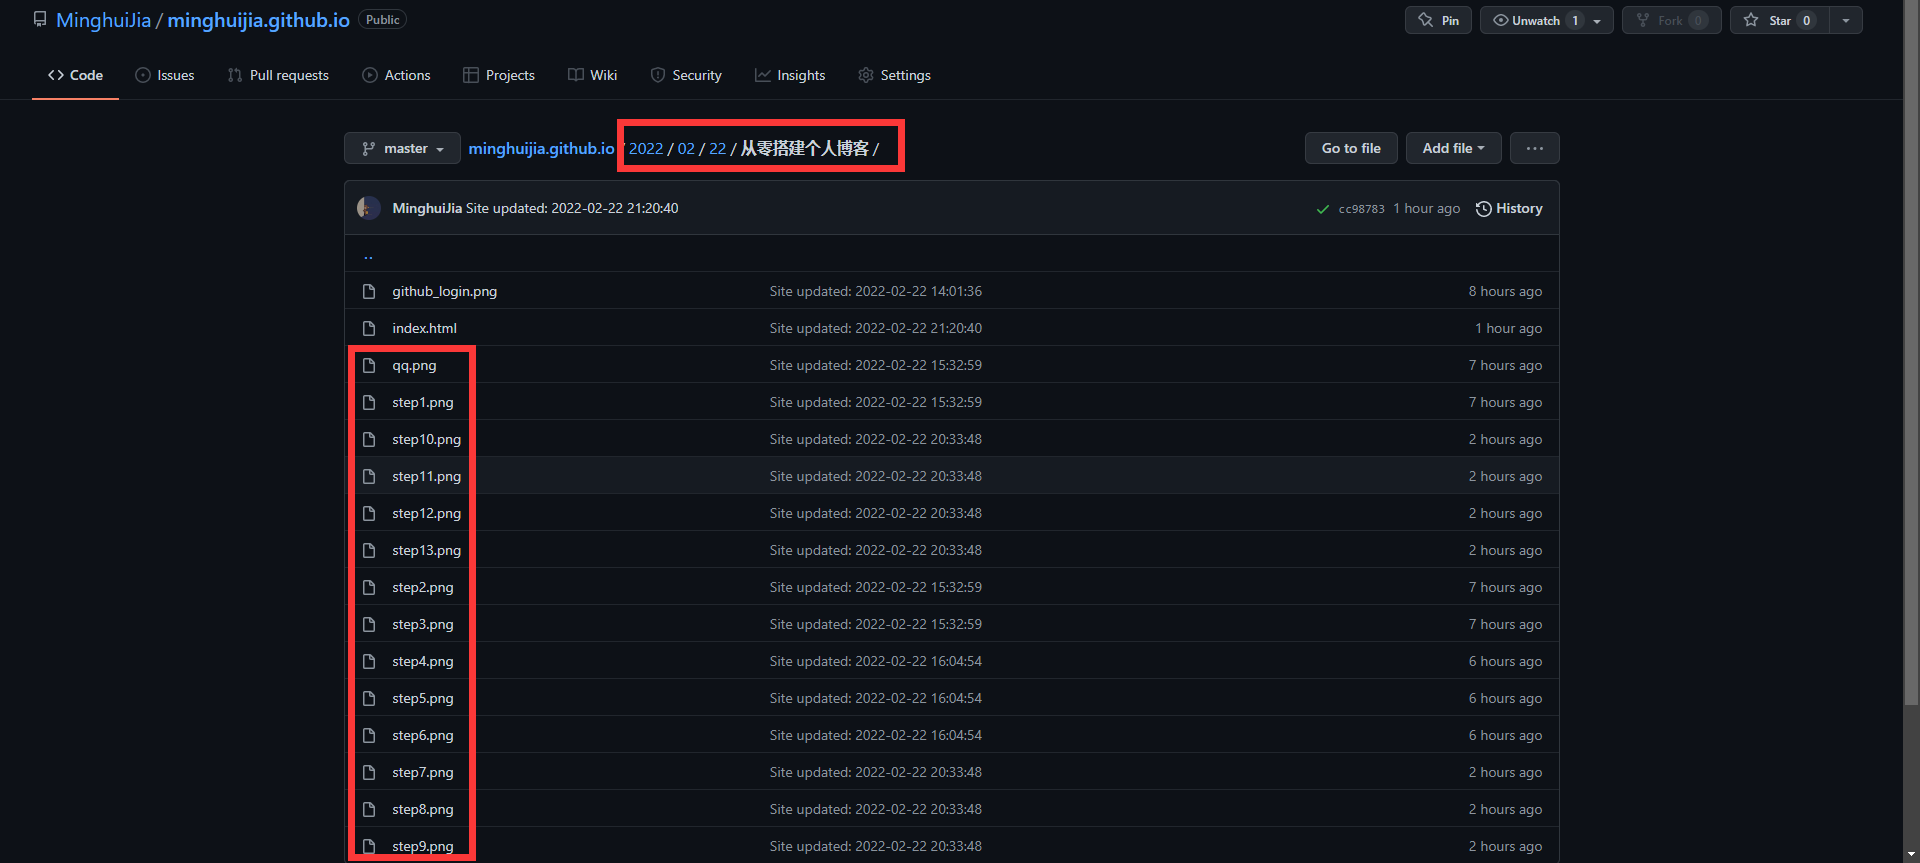 MinghuiJia / minghuijia.github.io Public
Pin Unwatch 1 Fork 0 Star 0
Code Issues Pull requests Actions Projects Wiki Security Insights Settings
master minghuijia.github.io / 2022 / 02 / 22 / 从零搭建个人博客 / Go to file Add file ...
MinghuiJia Site updated: 2022-02-22 21:20:40 cc98783 1 hour ago History
..
github_login.png Site updated: 2022-02-22 14:01:36 8 hours ago
index.html Site updated: 2022-02-22 21:20:40 1 hour ago
qq.png Site updated: 2022-02-22 15:32:59 7 hours ago
step1.png Site updated: 2022-02-22 15:32:59 7 hours ago
step10.png Site updated: 2022-02-22 20:33:48 2 hours ago
step11.png Site updated: 2022-02-22 20:33:48 2 hours ago
step12.png Site updated: 2022-02-22 20:33:48 2 hours ago
step13.png Site updated: 2022-02-22 20:33:48 2 hours ago
step2.png Site updated: 2022-02-22 15:32:59 7 hours ago
step3.png Site updated: 2022-02-22 15:32:59 7 hours ago
step4.png Site updated: 2022-02-22 16:04:54 6 hours ago
step5.png Site updated: 2022-02-22 16:04:54 6 hours ago
step6.png Site updated: 2022-02-22 16:04:54 6 hours ago
step7.png Site updated: 2022-02-22 20:33:48 2 hours ago
step8.png Site updated: 2022-02-22 20:33:48 2 hours ago
step9.png Site updated: 2022-02-22 20:33:48 2 hours ago